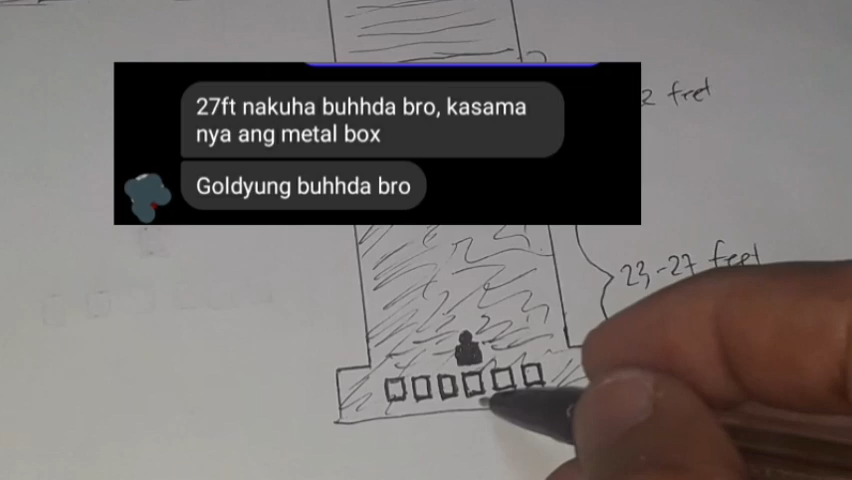 2 feet
27ft nakuha buhhda bro, kasama
nya ang metal box
Goldyung buhhda bro
23-27 feet